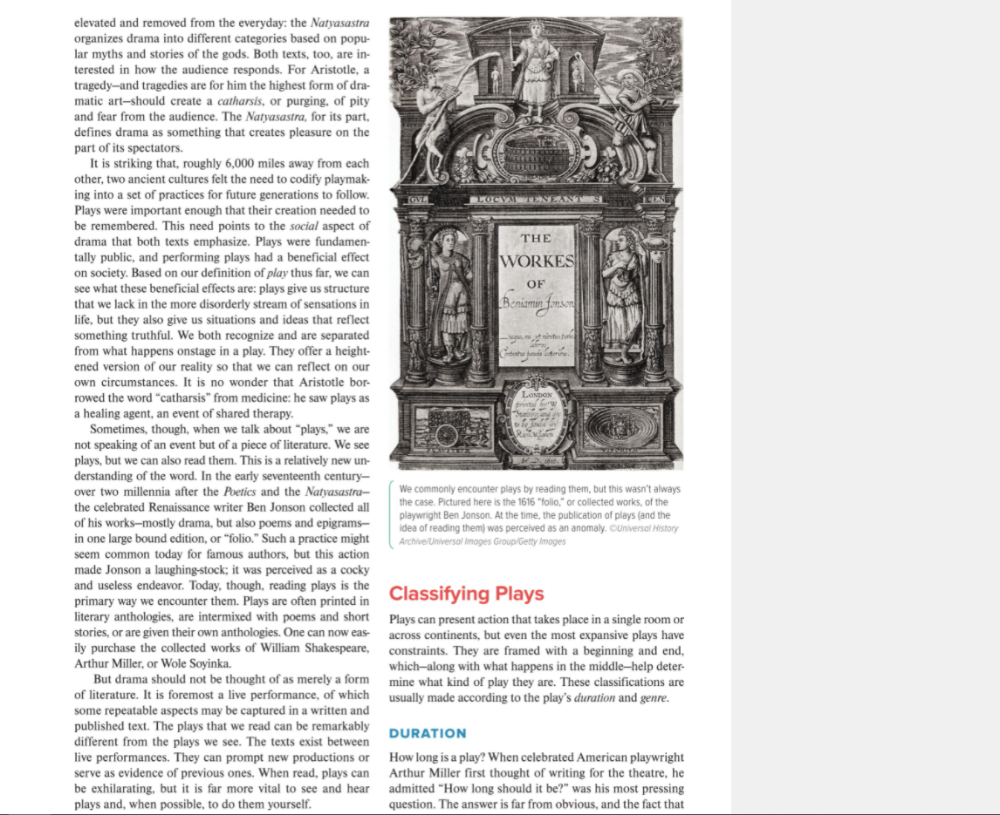 elevated and removed from the everyday: the Natyasastra
organizes drama into different categories based on popu-
lar myths and stories of the gods. Both texts, too, are in-
terested in how the audience responds. For Aristotle, a
tragedy—and tragedies are for him the highest form of dra-
matic art—should create a catharsis, or purging, of pity
and fear from the audience. The Natyasastra, for its part,
defines drama as something that creates pleasure on the
part of its spectators.
It is striking that, roughly 6,000 miles away from each
other, two ancient cultures felt the need to codify playmak-
ing into a set of practices for future generations to follow.
Plays were important enough that their creation needed to
be remembered. This need points to the social aspect of
drama that both texts emphasize. Plays were fundamen-
tally public, and performing plays had a beneficial effect
on society. Based on our definition of play thus far, we can
see what these beneficial effects are: plays give us structure
that we lack in the more disorderly stream of sensations in
life, but they also give us situations and ideas that reflect
something truthful. We both recognize and are separated
from what happens onstage in a play. They offer a height-
ened version of our reality so that we can reflect on our
own circumstances. It is no wonder that Aristotle bor-
rowed the word “catharsis” from medicine: he saw plays as
a healing agent, an event of shared therapy.
Sometimes, though, when we talk about “plays,” we are
not speaking of an event but of a piece of literature. We see
plays, but we can also read them. This is a relatively new un-
derstanding of the word. In the early seventeenth century—
over two millennia after the Poetics and the Natyasastra—
the celebrated Renaissance writer Ben Jonson collected all
of his works—mostly drama, but also poems and epigrams—
in one large bound edition, or “folio.” Such a practice might
seem common today for famous authors, but this action
made Jonson a laughing-stock; it was perceived as a cocky
and useless endeavor. Today, though, reading plays is the
primary way we encounter them. Plays are often printed in
literary anthologies, are intermixed with poems and short
stories, or are given their own anthologies. One can now eas-
ily purchase the collected works of William Shakespeare,
Arthur Miller, or Wole Soyinka.
But drama should not be thought of as merely a form
of literature. It is foremost a live performance, of which
some repeatable aspects may be captured in a written and
published text. The plays that we read can be remarkably
different from the plays we see. The texts exist between
live performances. They can prompt new productions or
serve as evidence of previous ones. When read, plays can
be exhilarating, but it is far more vital to see and hear
plays and, when possible, to do them yourself.
LOCVM TENEANT S
THE
WORKES
OF
Beniamin Jonson
LONDON
printed by W
We commonly encounter plays by reading them, but this wasn’t always
the case. Pictured here is the 1616 “folio,” or collected works, of the
playwright Ben Jonson. At the time, the publication of plays (and the
idea of reading them) was perceived as an anomaly. ©Universal History
Archive/Universal Images Group/Getty Images
Classifying Plays
Plays can present action that takes place in a single room or
across continents, but even the most expansive plays have
constraints. They are framed with a beginning and end,
which—along with what happens in the middle—help deter-
mine what kind of play they are. These classifications are
usually made according to the play’s duration and genre.
DURATION
How long is a play? When celebrated American playwright
Arthur Miller first thought of writing for the theatre, he
admitted “How long should it be?” was his most pressing
question. The answer is far from obvious, and the fact that